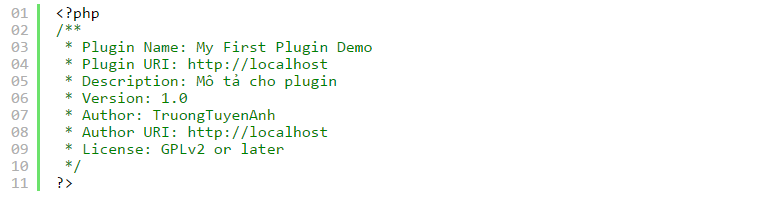 01 <?php
02 /**
03  * Plugin Name: My First Plugin Demo
04  * Plugin URI: http://localhost
05  * Description: Mô tả cho plugin
06  * Version: 1.0
07  * Author: TruongTuyenAnh
08  * Author URI: http://localhost
09  * License: GPLv2 or later
10  */
11 ?>